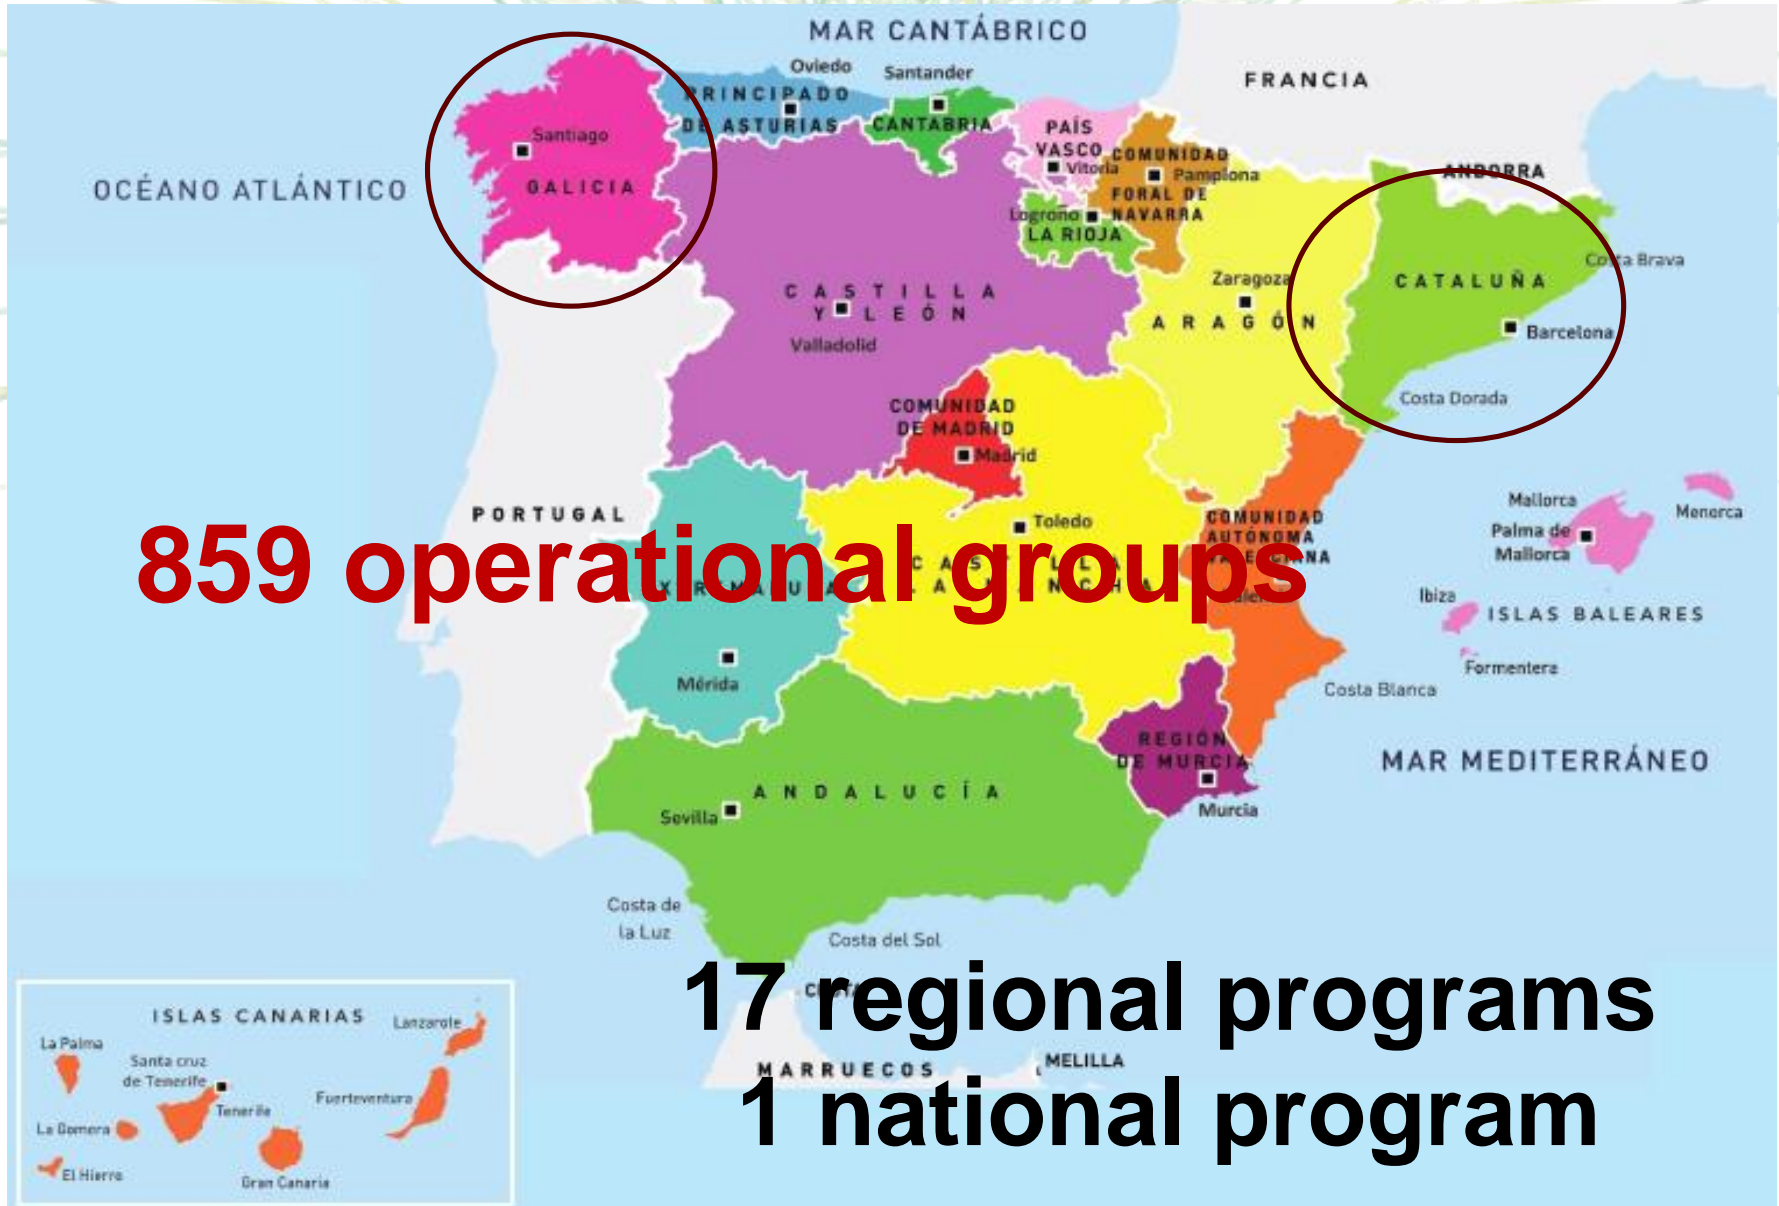 MAR CANTÁBRICO
Oviedo
Santander
FRANCIA
PRINCIPADO
DE ASTURIAS
CANTABRIA
PAÍS
VASCO
Vitoria
COMUNIDAD
Pamplona
FORAL DE
NAVARRA
Santiago
GALICIA
OCÉANO ATLÁNTICO
ANDORRA
Logroño
LA RIOJA
Costa Brava
CATALUÑA
Zaragoza
ARAGÓN
Barcelona
CASTILLA
Y LEÓN
Valladolid
Costa Dorada
COMUNIDAD
DE MADRID
Madrid
PORTUGAL
Toledo
COMUNIDAD
AUTÓNOMA
Mallorca
Menorca
Palma de
Mallorca
859 operational groups
Ibiza
ISLAS BALEARES
Formentera
Mérida
Costa Blanca
REGIÓN
DE MURCIA
Murcia
MAR MEDITERRÁNEO
ANDALUCÍA
Sevilla
Costa de
la Luz
Costa del Sol
17 regional programs
MARRUECOS
MELILLA
1 national program
ISLAS CANARIAS
Lanzarote
La Palma
Santa cruz
de Tenerife
Tenerife
Fuerteventura
La Gomera
El Hierro
Gran Canaria